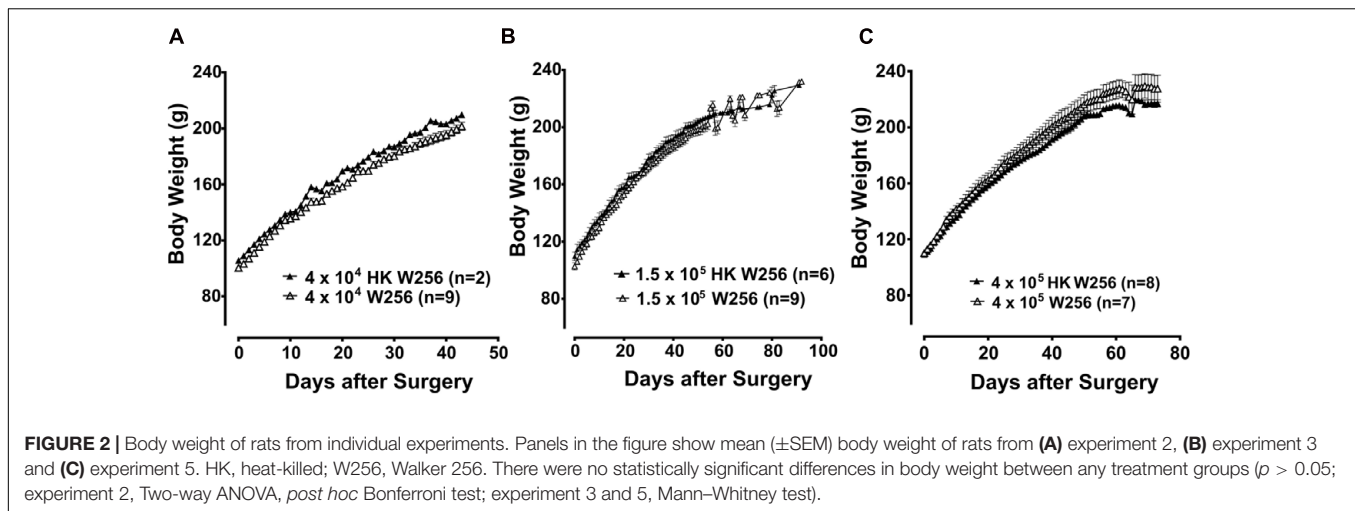 A
B
C
Body Weight (g)
240
200
160
120
80
4 x 10⁴ HK W256 (n=2)
4 x 10⁴ W256 (n=9)
0 10 20 30 40 50
Days after Surgery
Body Weight (g)
240
200
160
120
80
1.5 x 10⁵ HK W256 (n=6)
1.5 x 10⁵ W256 (n=9)
0 20 40 60 80 100
Days after Surgery
Body Weight (g)
240
200
160
120
80
4 x 10⁵ HK W256 (n=8)
4 x 10⁵ W256 (n=7)
0 20 40 60 80
Days after Surgery
FIGURE 2 | Body weight of rats from individual experiments. Panels in the figure show mean (±SEM) body weight of rats from (A) experiment 2, (B) experiment 3
and (C) experiment 5. HK, heat-killed; W256, Walker 256. There were no statistically significant differences in body weight between any treatment groups (p > 0.05;
experiment 2, Two-way ANOVA, post hoc Bonferroni test; experiment 3 and 5, Mann–Whitney test).